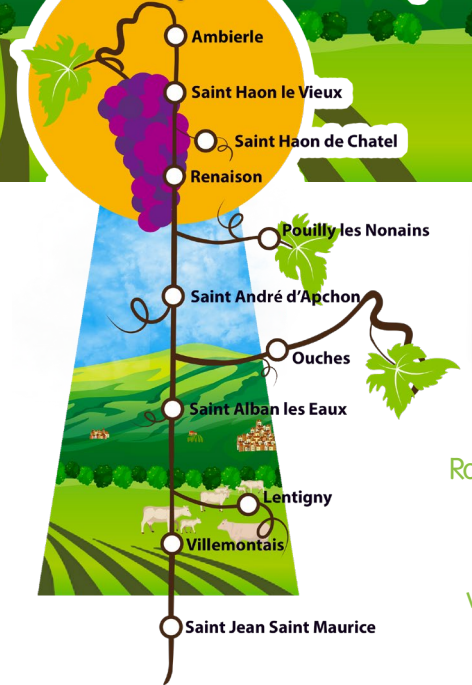 Ambierle
Saint Haon le Vieux
Saint Haon de Chatel
Renaison
Pouilly les Nonains
Saint André d'Apchon
Ouches
Saint Alban les Eaux
Lentigny
Villemontais
Saint Jean Saint Maurice